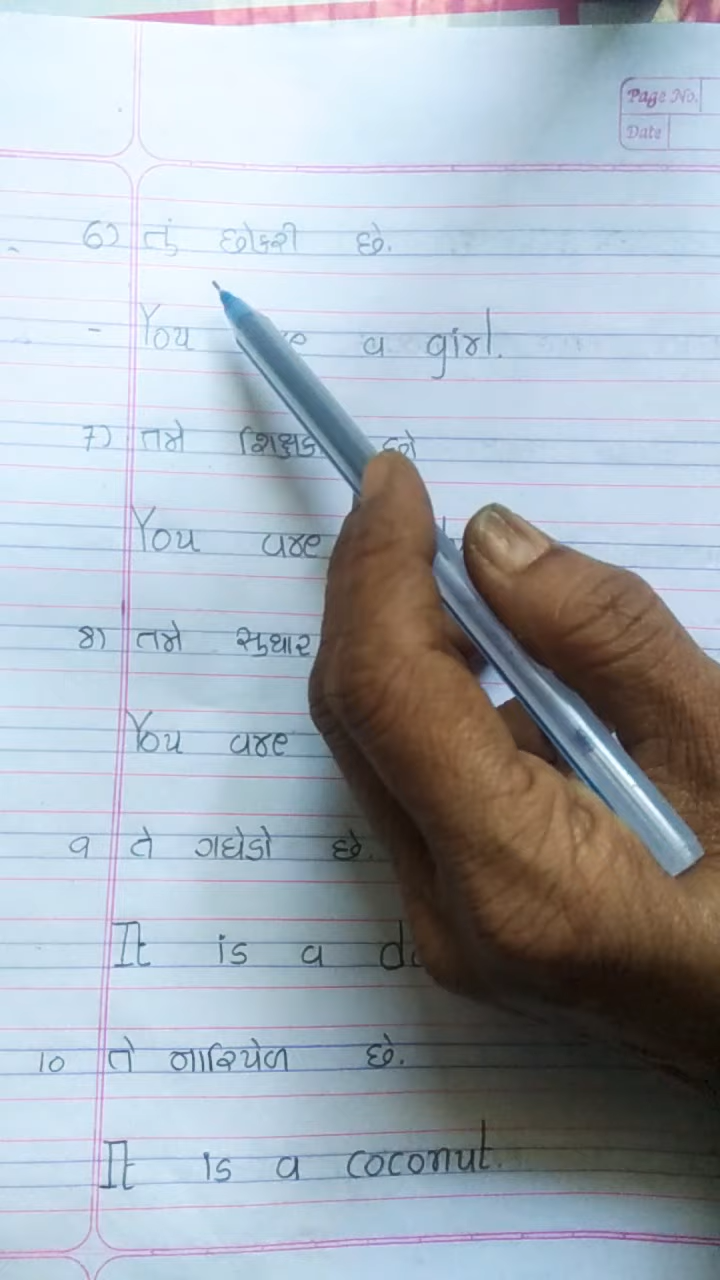 Page No.
Date
6) તું છોકરી છે.
- You a girl.
7) તમે શિક્ષક છો
You are
8) તમે સુથાર
You are
9 તે ગધેડો છે.
It is a
10 તે નારિયેળ છે.
It is a coconut.